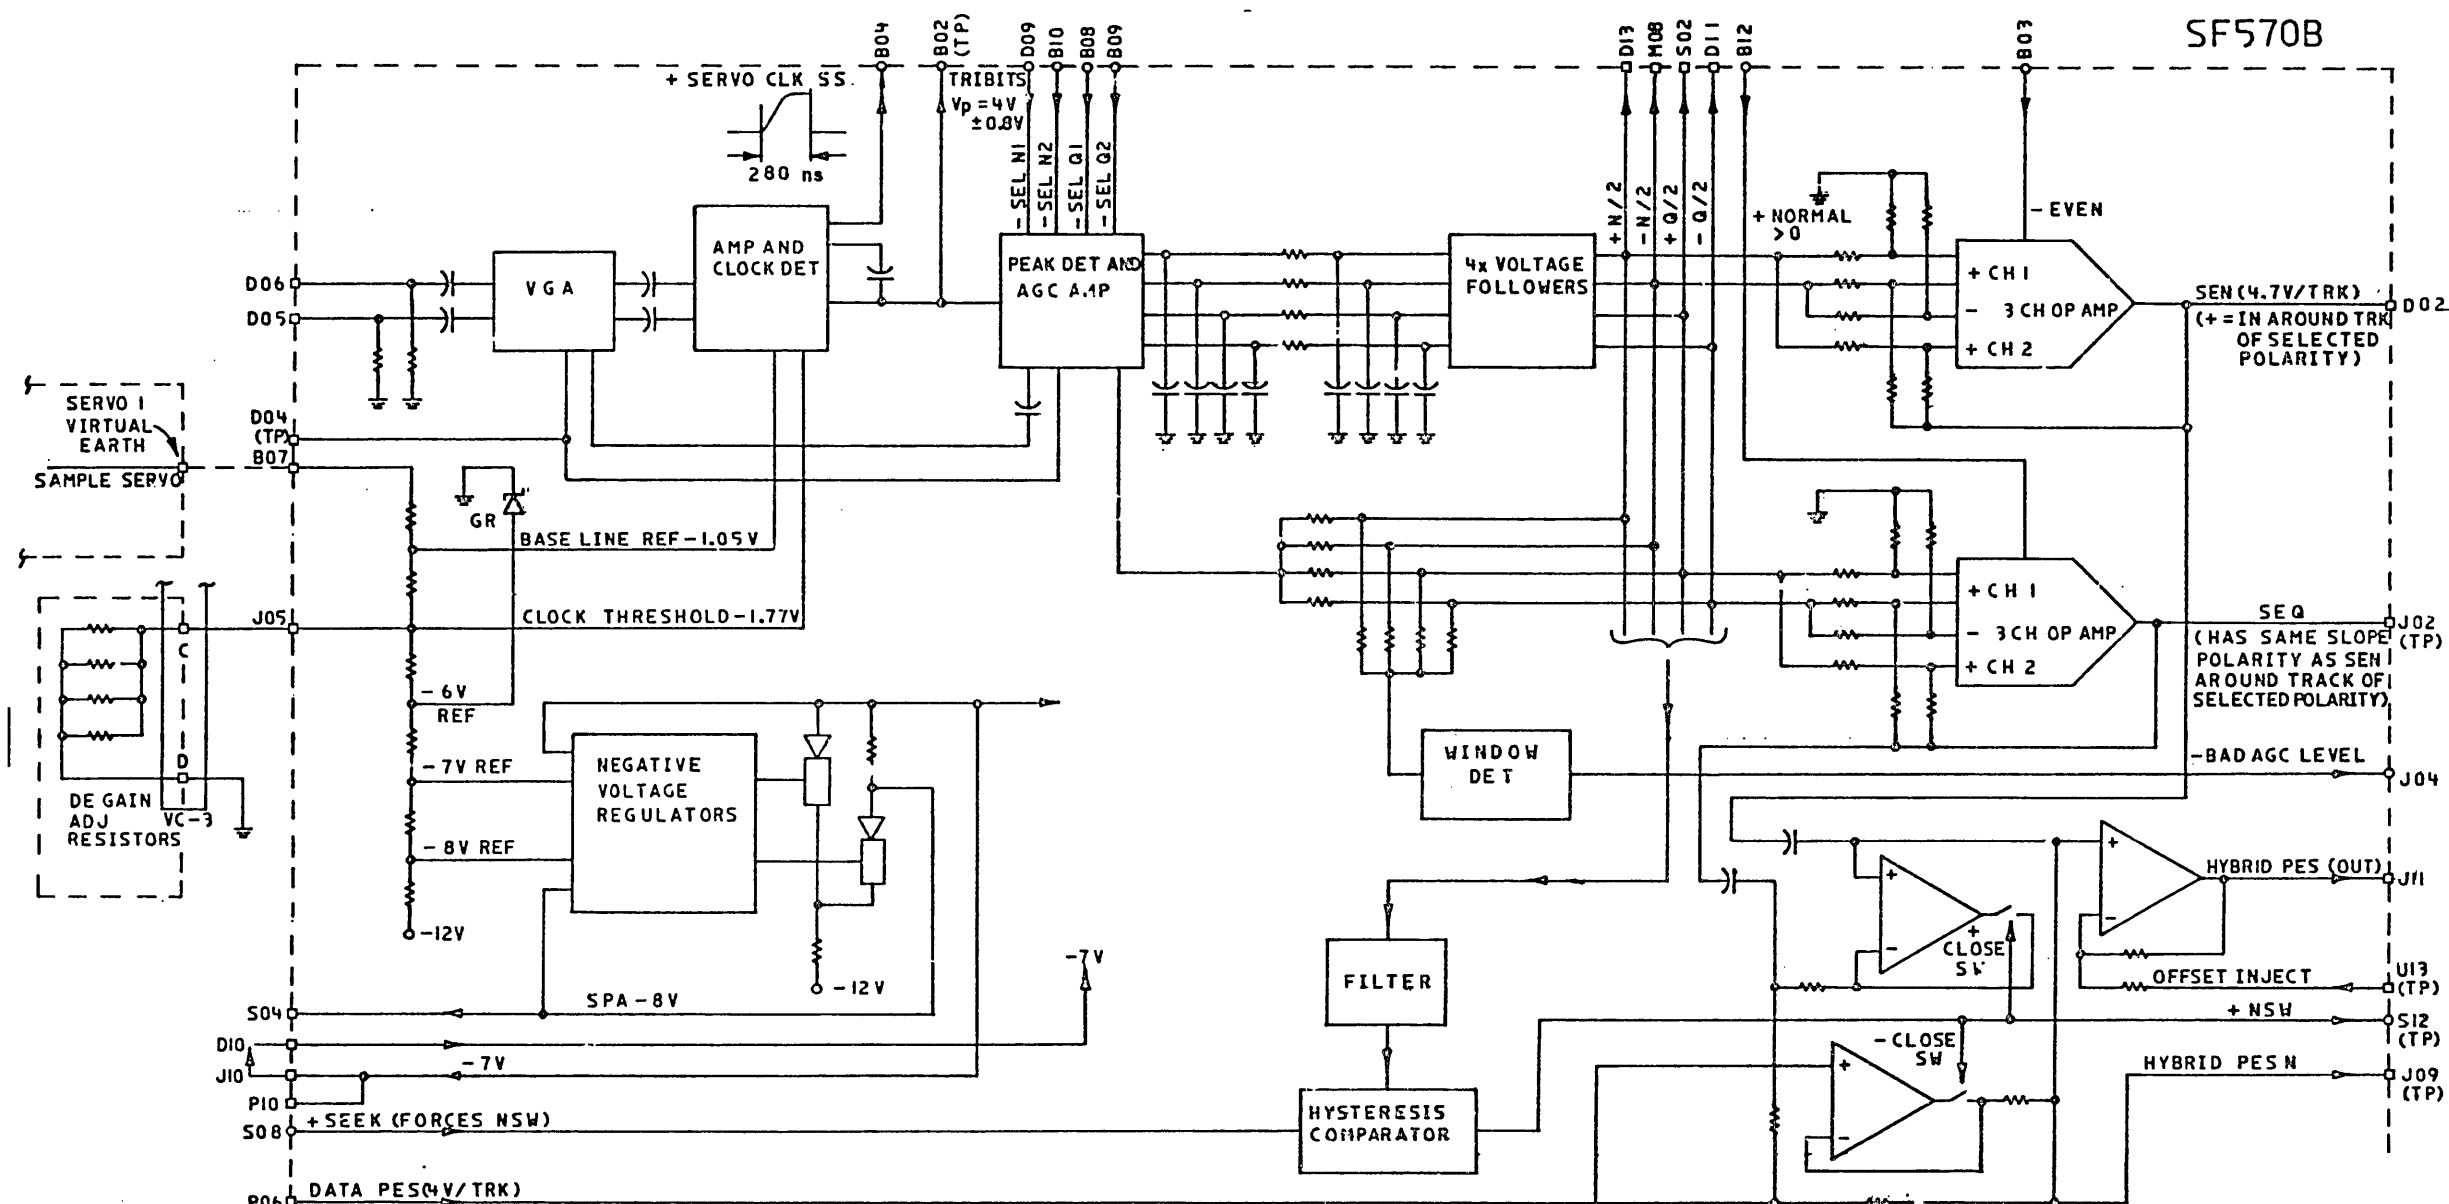 SF570B
B04
B02
(TP)
D09
B10
B08
B09
D13
M08
S02
D11
B12
B03
+ SERVO CLK SS.
TRIBITS
Vp = 4V
±0.8V
280 ns
- SEL N1
- SEL N2
- SEL Q1
- SEL Q2
+ N/2
- N/2
+ Q/2
- Q/2
+ NORMAL
>0
- EVEN
D06
D05
VGA
AMP AND
CLOCK DET
PEAK DET AND
AGC AMP
4x VOLTAGE
FOLLOWERS
+ CH 1
- 3 CH OP AMP
+ CH 2
SEN (4.7V/TRK)
D02
(+ = IN AROUND TRK
OF SELECTED
POLARITY)
SERVO 1
VIRTUAL
EARTH
SAMPLE SERVO
D04
(TP)
B07
GR
BASE LINE REF -1.05V
J05
CLOCK THRESHOLD -1.77V
C
D
DE GAIN
ADJ
RESISTORS
VC-3
-6V
REF
-7V REF
-8V REF
-12V
NEGATIVE
VOLTAGE
REGULATORS
-12V
+ CH 1
- 3 CH OP AMP
+ CH 2
SEQ
J02
(TP)
(HAS SAME SLOPE
POLARITY AS SEN
AROUND TRACK OF
SELECTED POLARITY)
WINDOW
DET
-BAD AGC LEVEL
J04
HYBRID PES (OUT)
J11
+
-
+
-
+
CLOSE
SW
FILTER
OFFSET INJECT
U13
(TP)
+ NSW
S12
(TP)
- CLOSE
SW
+
-
HYBRID PES N
J09
(TP)
S04
SPA -8V
D10
-7V
J10
-7V
P10
S08
+ SEEK (FORCES NSW)
HYSTERESIS
COMPARATOR
P06
DATA PES (4V/TRK)